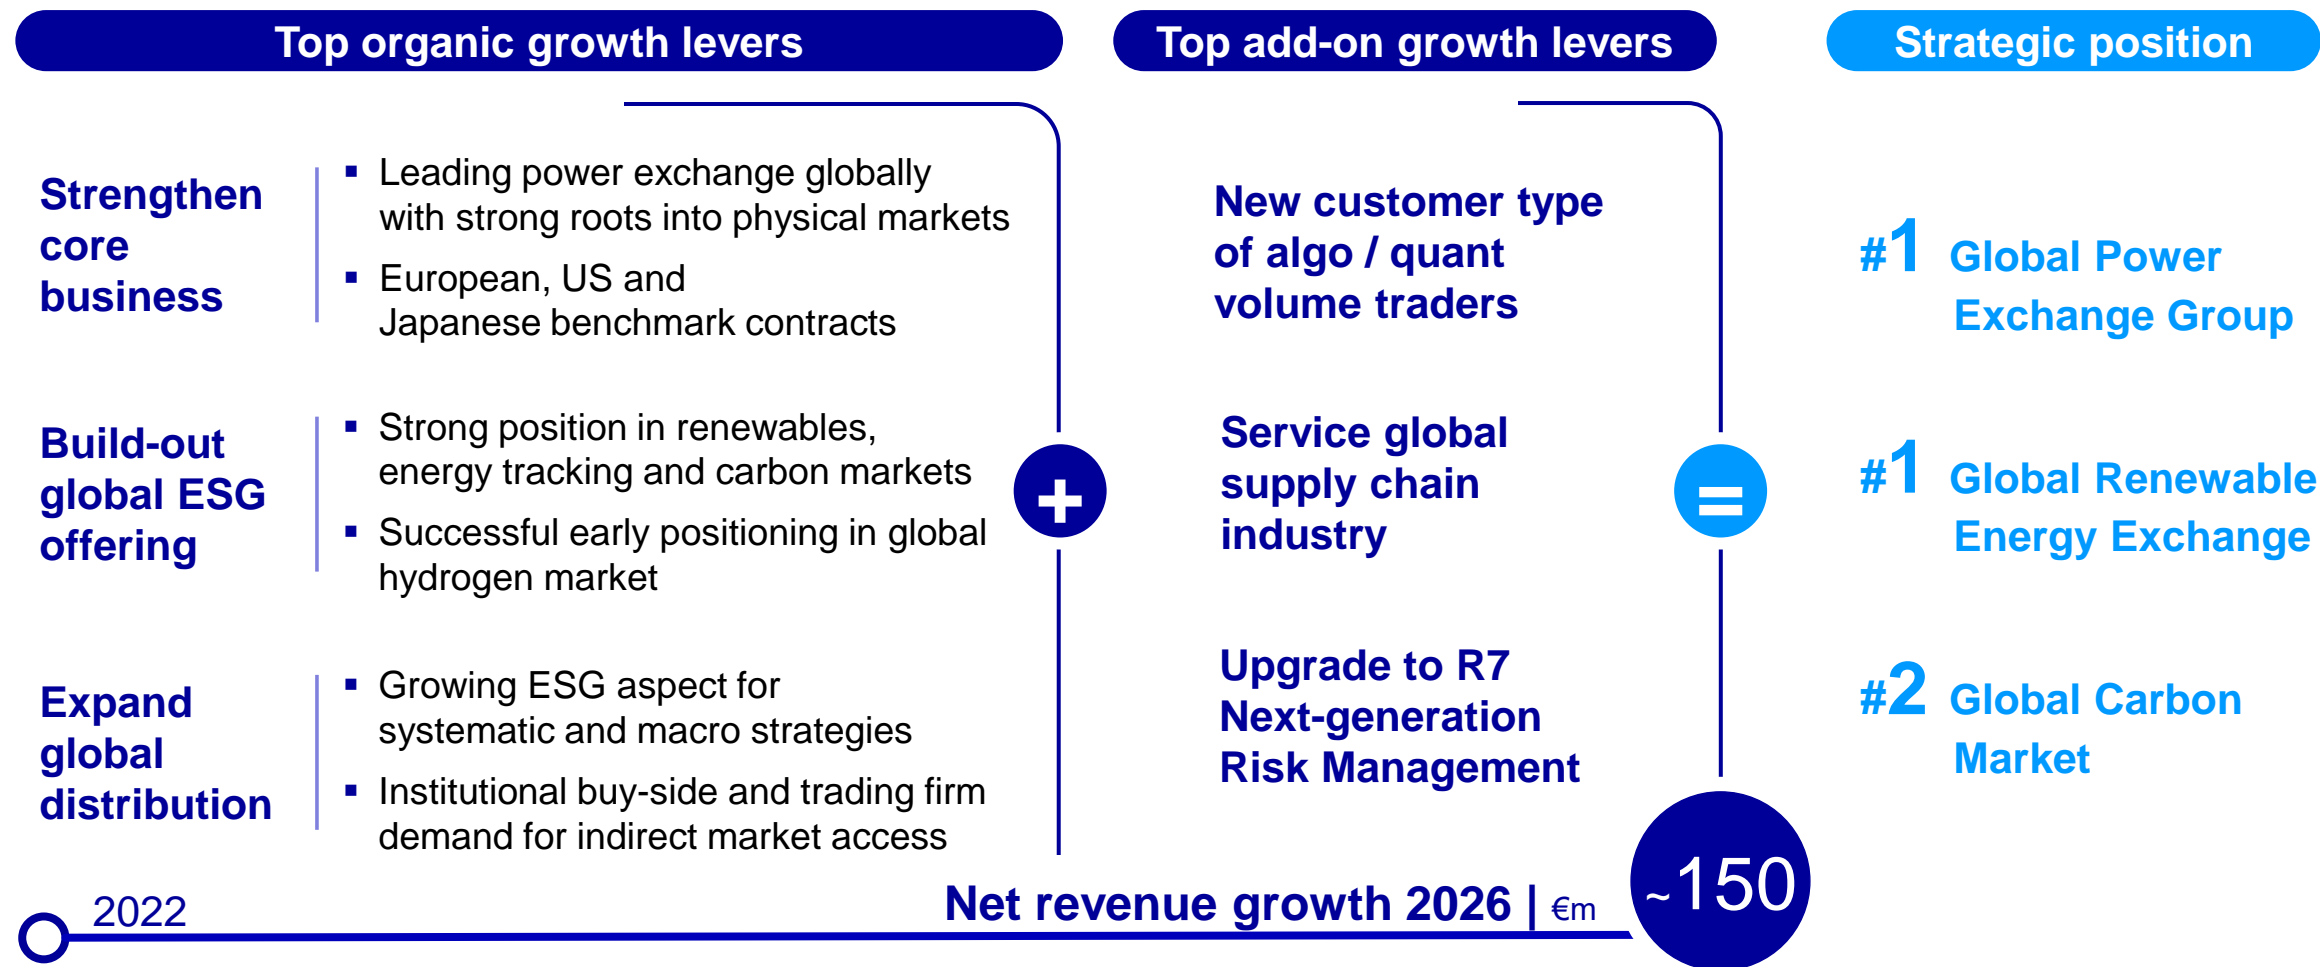 Top organic growth levers
Top add-on growth levers
Strategic position
Strengthen
core
business
▪ Leading power exchange globally
with strong roots into physical markets
▪ European, US and
Japanese benchmark contracts
Build-out
global ESG
offering
▪ Strong position in renewables,
energy tracking and carbon markets
▪ Successful early positioning in global
hydrogen market
Expand
global
distribution
▪ Growing ESG aspect for
systematic and macro strategies
▪ Institutional buy-side and trading firm
demand for indirect market access
+
New customer type
of algo / quant
volume traders
Service global
supply chain
industry
Upgrade to R7
Next-generation
Risk Management
=
#1 Global Power
Exchange Group
#1 Global Renewable
Energy Exchange
#2 Global Carbon
Market
2022
Net revenue growth 2026 | €m
~150